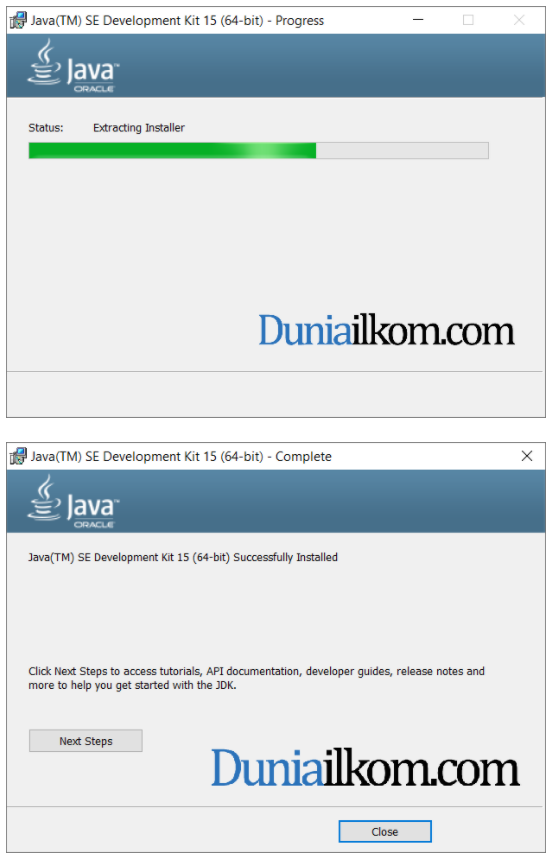 Java(TM) SE Development Kit 15 (64-bit) - Progress
Java™
ORACLE
Status: Extracting Installer
Duniailkom.com
Java(TM) SE Development Kit 15 (64-bit) - Complete
Java™
ORACLE
Java(TM) SE Development Kit 15 (64-bit) Successfully Installed
Click Next Steps to access tutorials, API documentation, developer guides, release notes and
more to help you get started with the JDK.
Next Steps
Duniailkom.com
Close